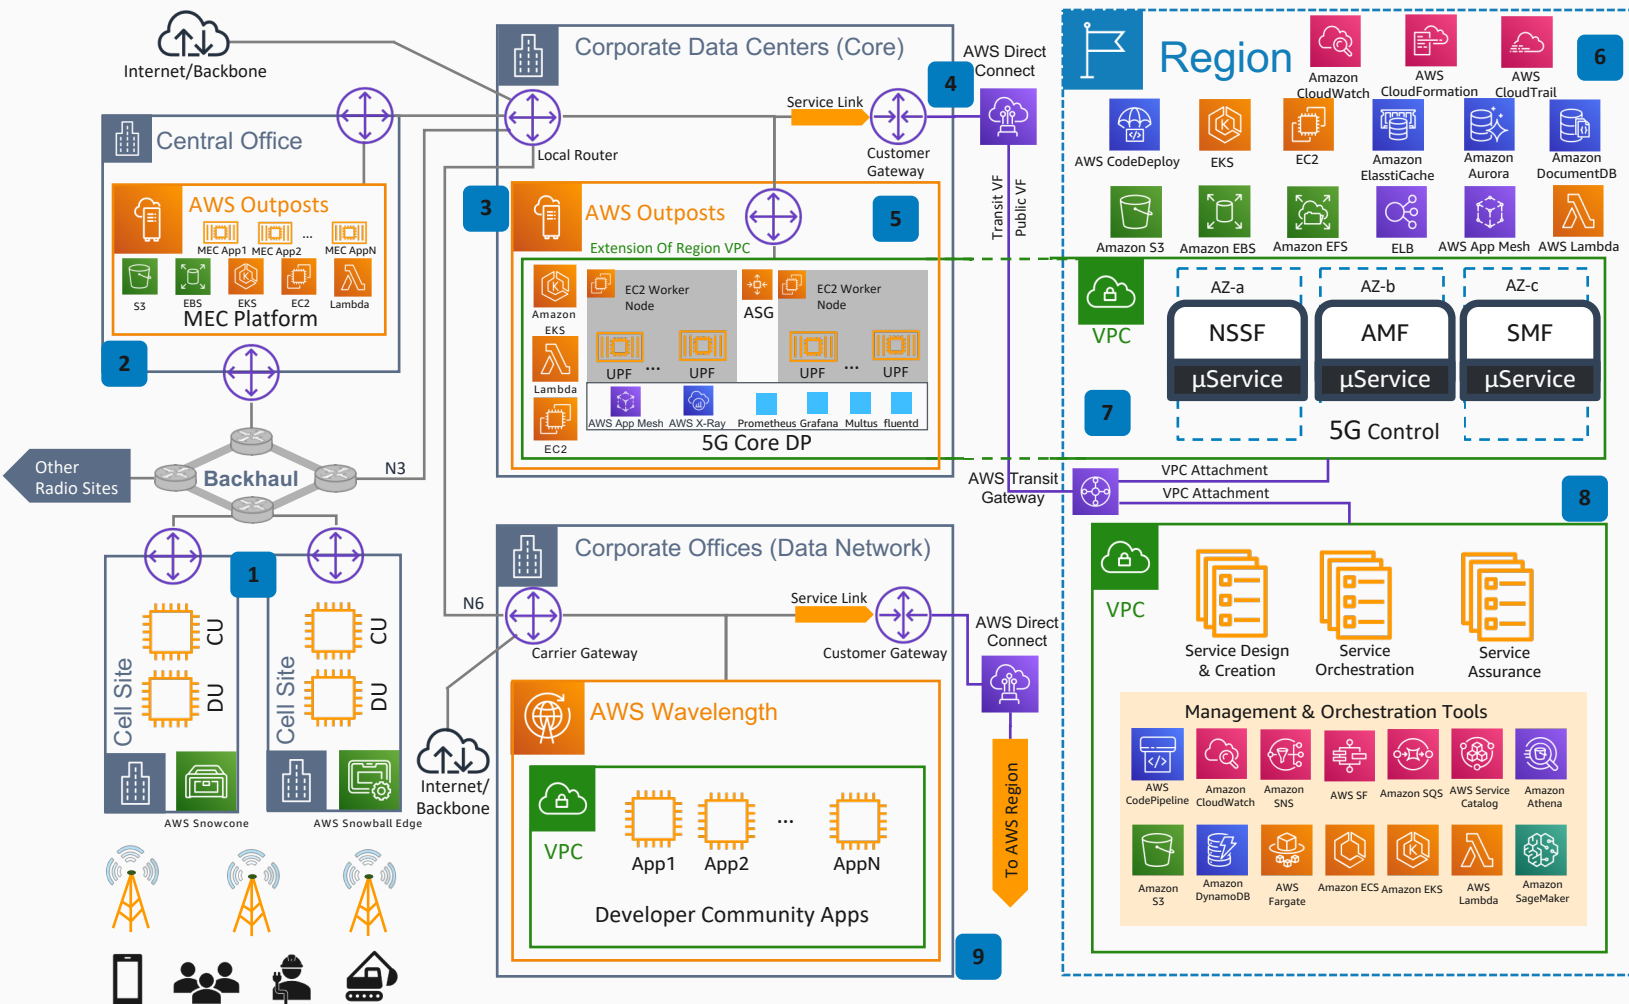 Internet/Backbone
Central Office
AWS Outposts
MEC App1
MEC App2
...
MEC AppN
S3
EBS
EKS
EC2
Lambda
MEC Platform
2
Other
Radio Sites
Backhaul
N3
1
Cell Site
CU
DU
Cell Site
CU
DU
AWS Snowcone
AWS Snowball Edge
Corporate Data Centers (Core)
Local Router
Service Link
Customer
Gateway
4
AWS Direct
Connect
3
AWS Outposts
5
Extension Of Region VPC
Amazon
EKS
Lambda
EC2
EC2 Worker
Node
UPF
...
UPF
ASG
EC2 Worker
Node
UPF
...
UPF
AWS App Mesh
AWS X-Ray
Prometheus
Grafana
Multus
fluentd
5G Core DP
Transit VF
Public VF
AWS Transit
Gateway
Corporate Offices (Data Network)
N6
Carrier Gateway
Service Link
Customer Gateway
AWS Direct
Connect
Internet/
Backbone
AWS Wavelength
VPC
App1
App2
...
AppN
Developer Community Apps
To AWS Region
9
Region
6
Amazon
CloudWatch
AWS
CloudFormation
AWS
CloudTrail
AWS CodeDeploy
EKS
EC2
Amazon
ElasstiCache
Amazon
Aurora
Amazon
DocumentDB
Amazon S3
Amazon EBS
Amazon EFS
ELB
AWS App Mesh
AWS Lambda
VPC
AZ-a
AZ-b
AZ-c
NSSF
AMF
SMF
µService
µService
µService
7
5G Control
VPC Attachment
VPC Attachment
8
VPC
Service Design
& Creation
Service
Orchestration
Service
Assurance
Management & Orchestration Tools
AWS
CodePipeline
Amazon
CloudWatch
Amazon
SNS
AWS SF
Amazon SQS
AWS Service
Catalog
Amazon
Athena
Amazon
S3
Amazon
DynamoDB
AWS
Fargate
Amazon ECS
Amazon EKS
AWS
Lambda
Amazon
SageMaker